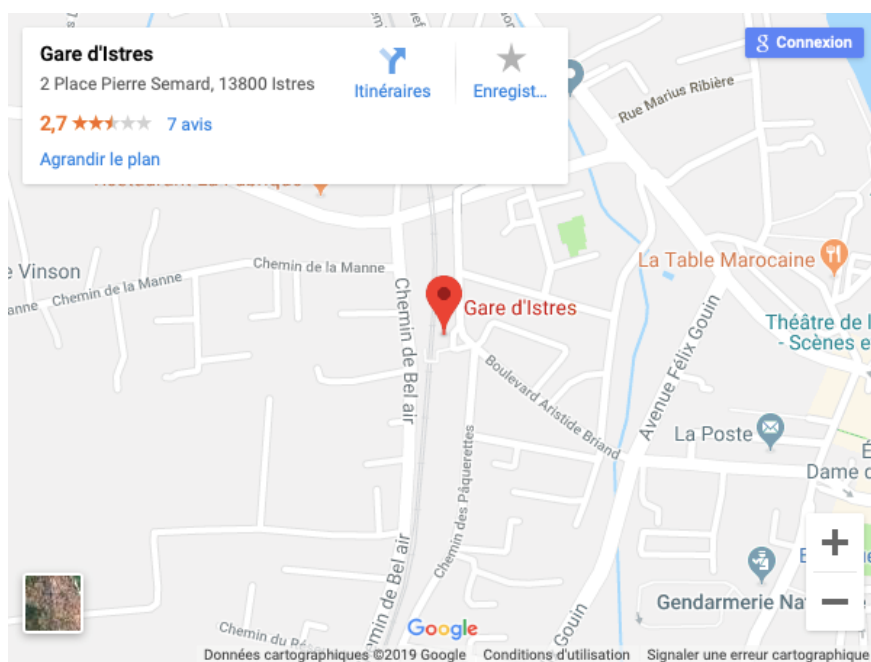 Gare d'Istres
2 Place Pierre Semard, 13800 Istres
2,7
7 avis
Agrandir le plan
Itinéraires
Enregist...
Connexion
Rue Marius Ribière
Vinson
Chemin de la Manne
Chemin de la Manne
La Table Marocaine
Gare d'Istres
Chemin de Bel air
Théâtre de l
- Scènes e
Boulevard Aristide Briand
Avenue Félix Gouin
La Poste
Dame d
Chemin des Pâquerettes
Chemin de Bel air
Gendarmerie Na
Gouin
Chemin du
Google
Données cartographiques ©2019 Google
Conditions d'utilisation
Signaler une erreur cartographique